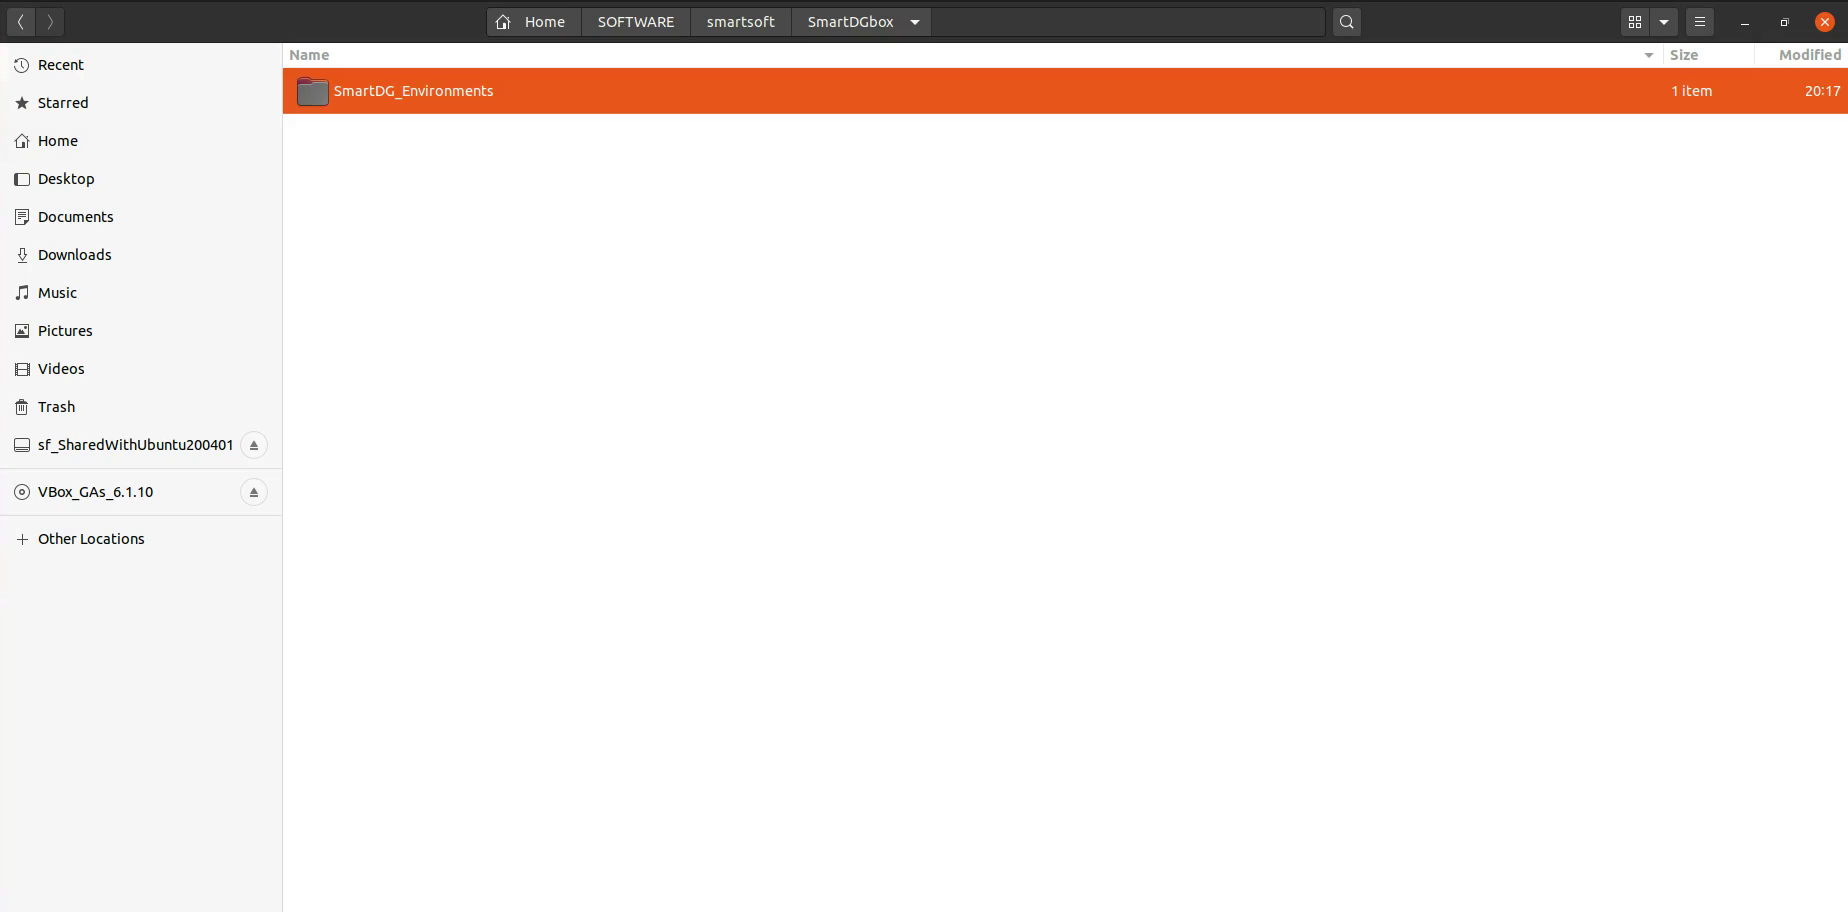 Home SOFTWARE smartsoft SmartDGbox
Name Size Modified
SmartDG_Environments 1 item 20:17
Recent
Starred
Home
Desktop
Documents
Downloads
Music
Pictures
Videos
Trash
sf_SharedWithUbuntu200401
VBox_GAs_6.1.10
Other Locations